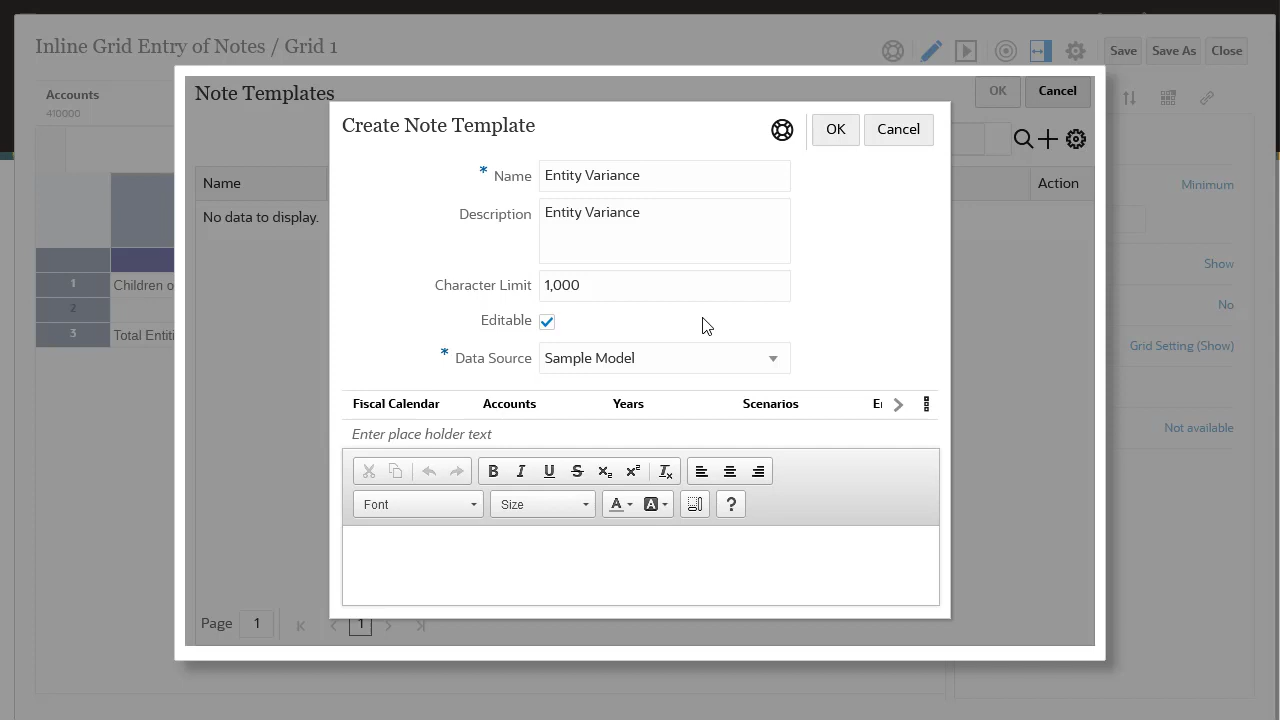 Inline Grid Entry of Notes / Grid 1
Save
Save As
Close
Accounts
410000
Note Templates
OK
Cancel
Create Note Template
OK
Cancel
* Name
Entity Variance
Description
Entity Variance
Character Limit
1,000
Editable
* Data Source
Sample Model
Fiscal Calendar
Accounts
Years
Scenarios
Enter place holder text
B
I
U
S
Font
Size
A
A
?
Name
Action
No data to display.
Page
1
1
1
Children o
2
3
Total Entiti
Minimum
Show
No
Grid Setting (Show)
Not available